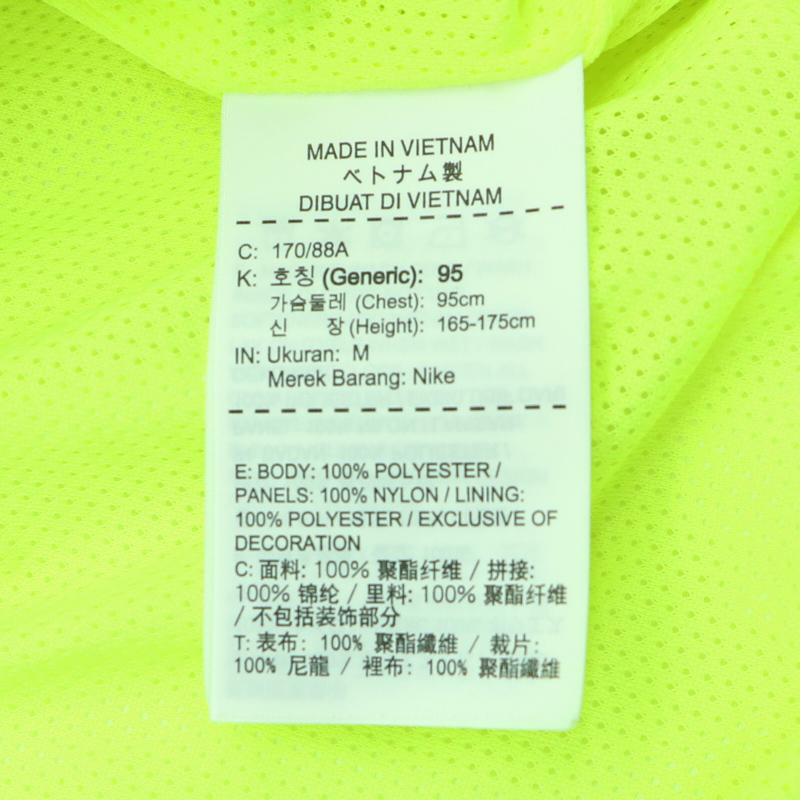 MADE IN VIETNAM
ベトナム製
DIBUAT DI VIETNAM
C: 170/88A
K: 호칭 (Generic): 95
가슴둘레 (Chest): 95cm
신 장 (Height): 165-175cm
IN: Ukuran: M
Merek Barang: Nike
E: BODY: 100% POLYESTER /
PANELS: 100% NYLON / LINING:
100% POLYESTER / EXCLUSIVE OF
DECORATION
C: 面料: 100% 聚酯纤维 / 拼接:
100% 锦纶 / 里料: 100% 聚酯纤维
/ 不包括装饰部分
T: 表布: 100% 聚酯纖維 / 裁片:
100% 尼龍 / 裡布: 100% 聚酯纖維